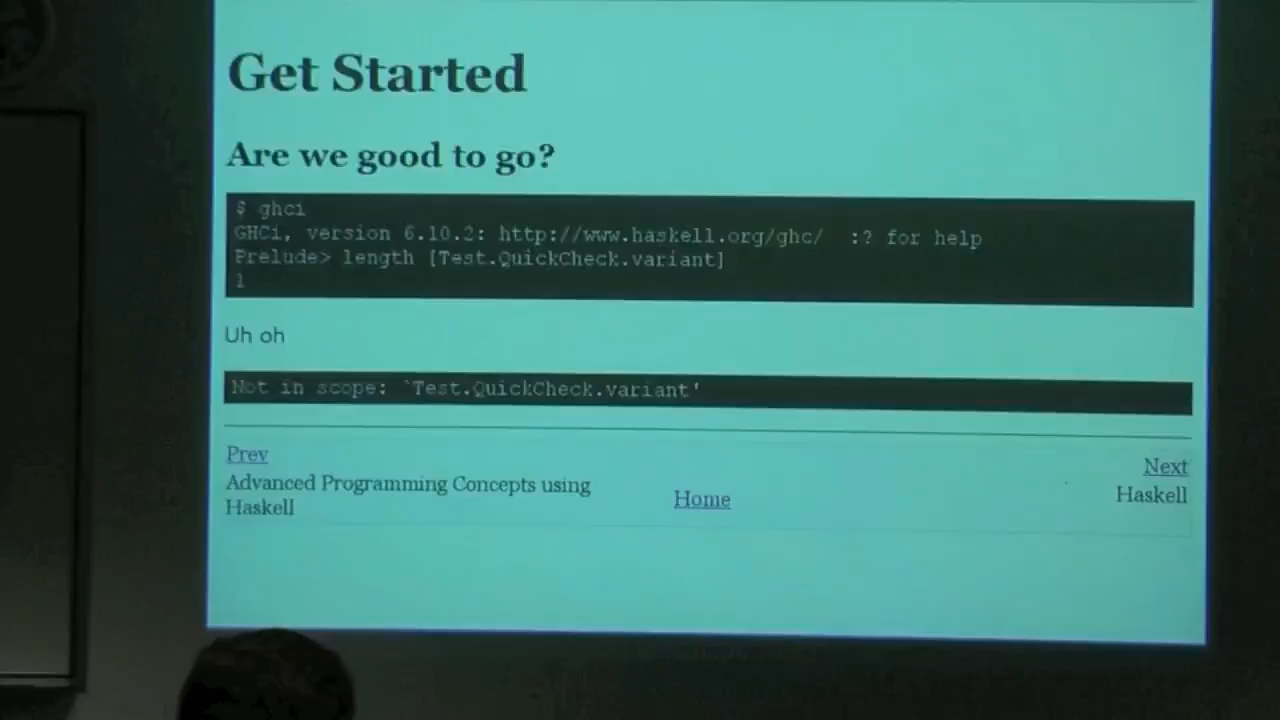 Get Started
Are we good to go?
$ ghci
GHCi, version 6.10.2: http://www.haskell.org/ghc/  :? for help
Prelude> length [Test.QuickCheck.variant]
1
Uh oh
Not in scope: `Test.QuickCheck.variant'
Prev
Advanced Programming Concepts using
Haskell
Home
Next
Haskell